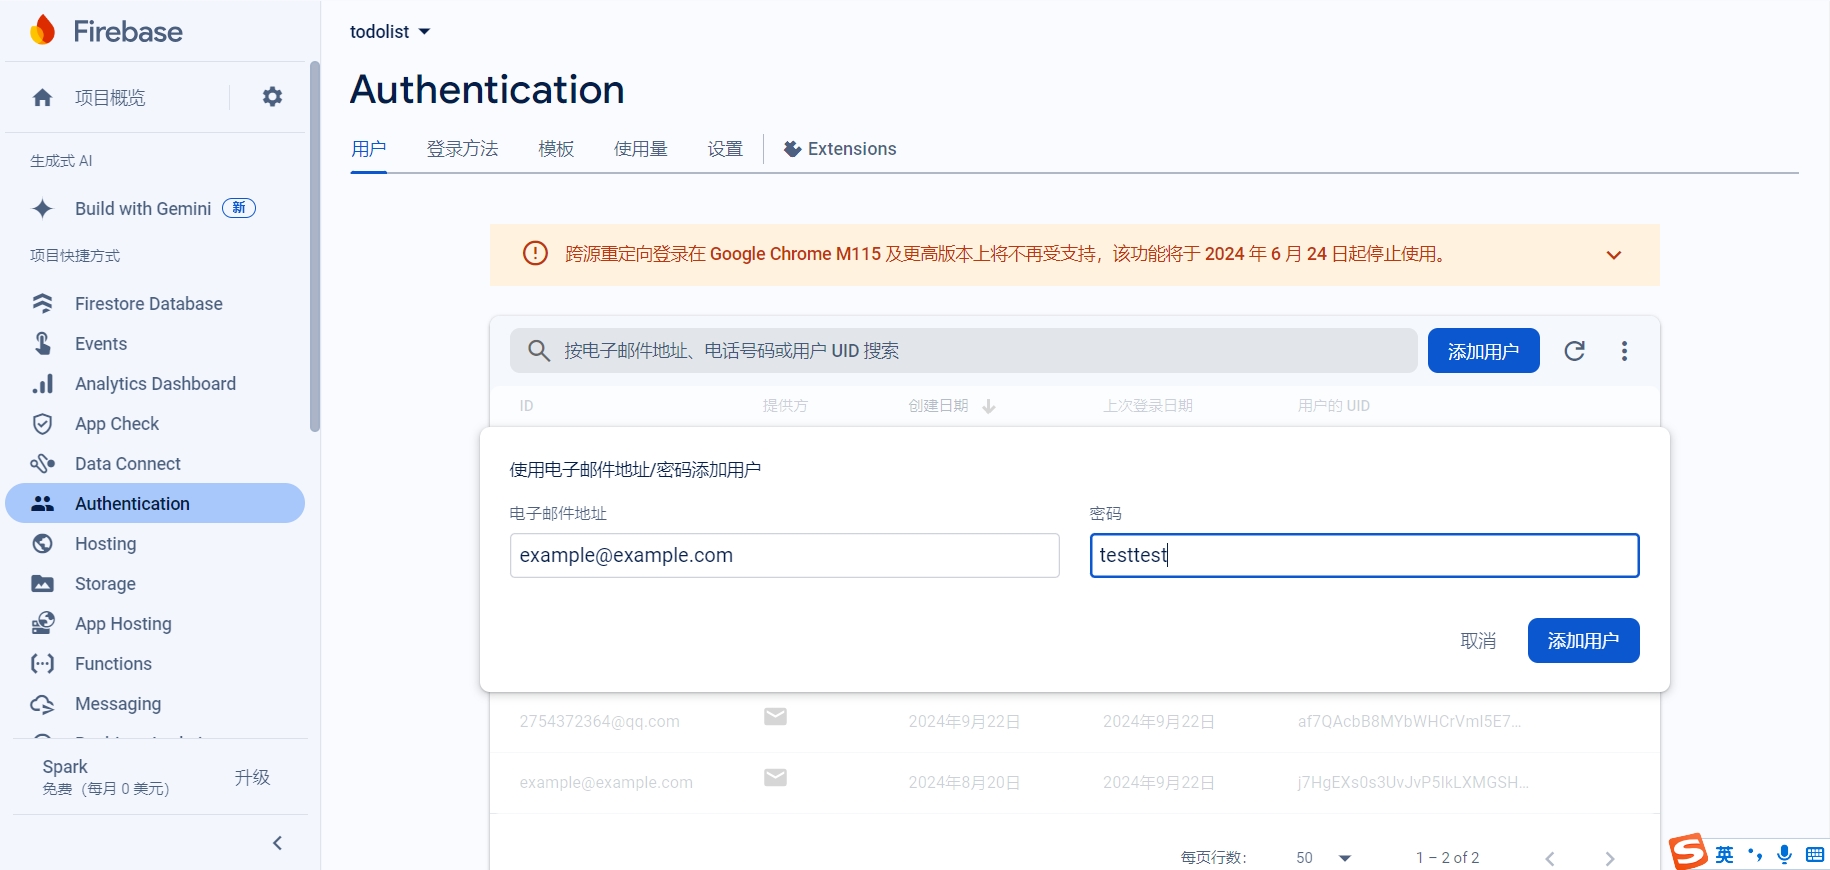 Firebase
项目概览
生成式 AI
Build with Gemini 新
项目快捷方式
Firestore Database
Events
Analytics Dashboard
App Check
Data Connect
Authentication
Hosting
Storage
App Hosting
Functions
Messaging
Spark
免费（每月 0 美元）
升级
todolist
Authentication
用户 登录方法 模板 使用量 设置 Extensions
跨源重定向登录在 Google Chrome M115 及更高版本上将不再受支持，该功能将于 2024 年 6 月 24 日起停止使用。
按电子邮件地址、电话号码或用户 UID 搜索 添加用户
ID 提供方 创建日期 上次登录日期 用户的 UID
使用电子邮件地址/密码添加用户
电子邮件地址 密码
example@example.com testtest
取消 添加用户
2754372364@qq.com 2024年9月22日 2024年9月22日 af7QAcbB8MYbWHCrVmI5E7...
example@example.com 2024年8月20日 2024年9月22日 j7HgEXs0s3UvJvP5IkLXMGSH...
每页行数： 50 1 – 2 of 2
英